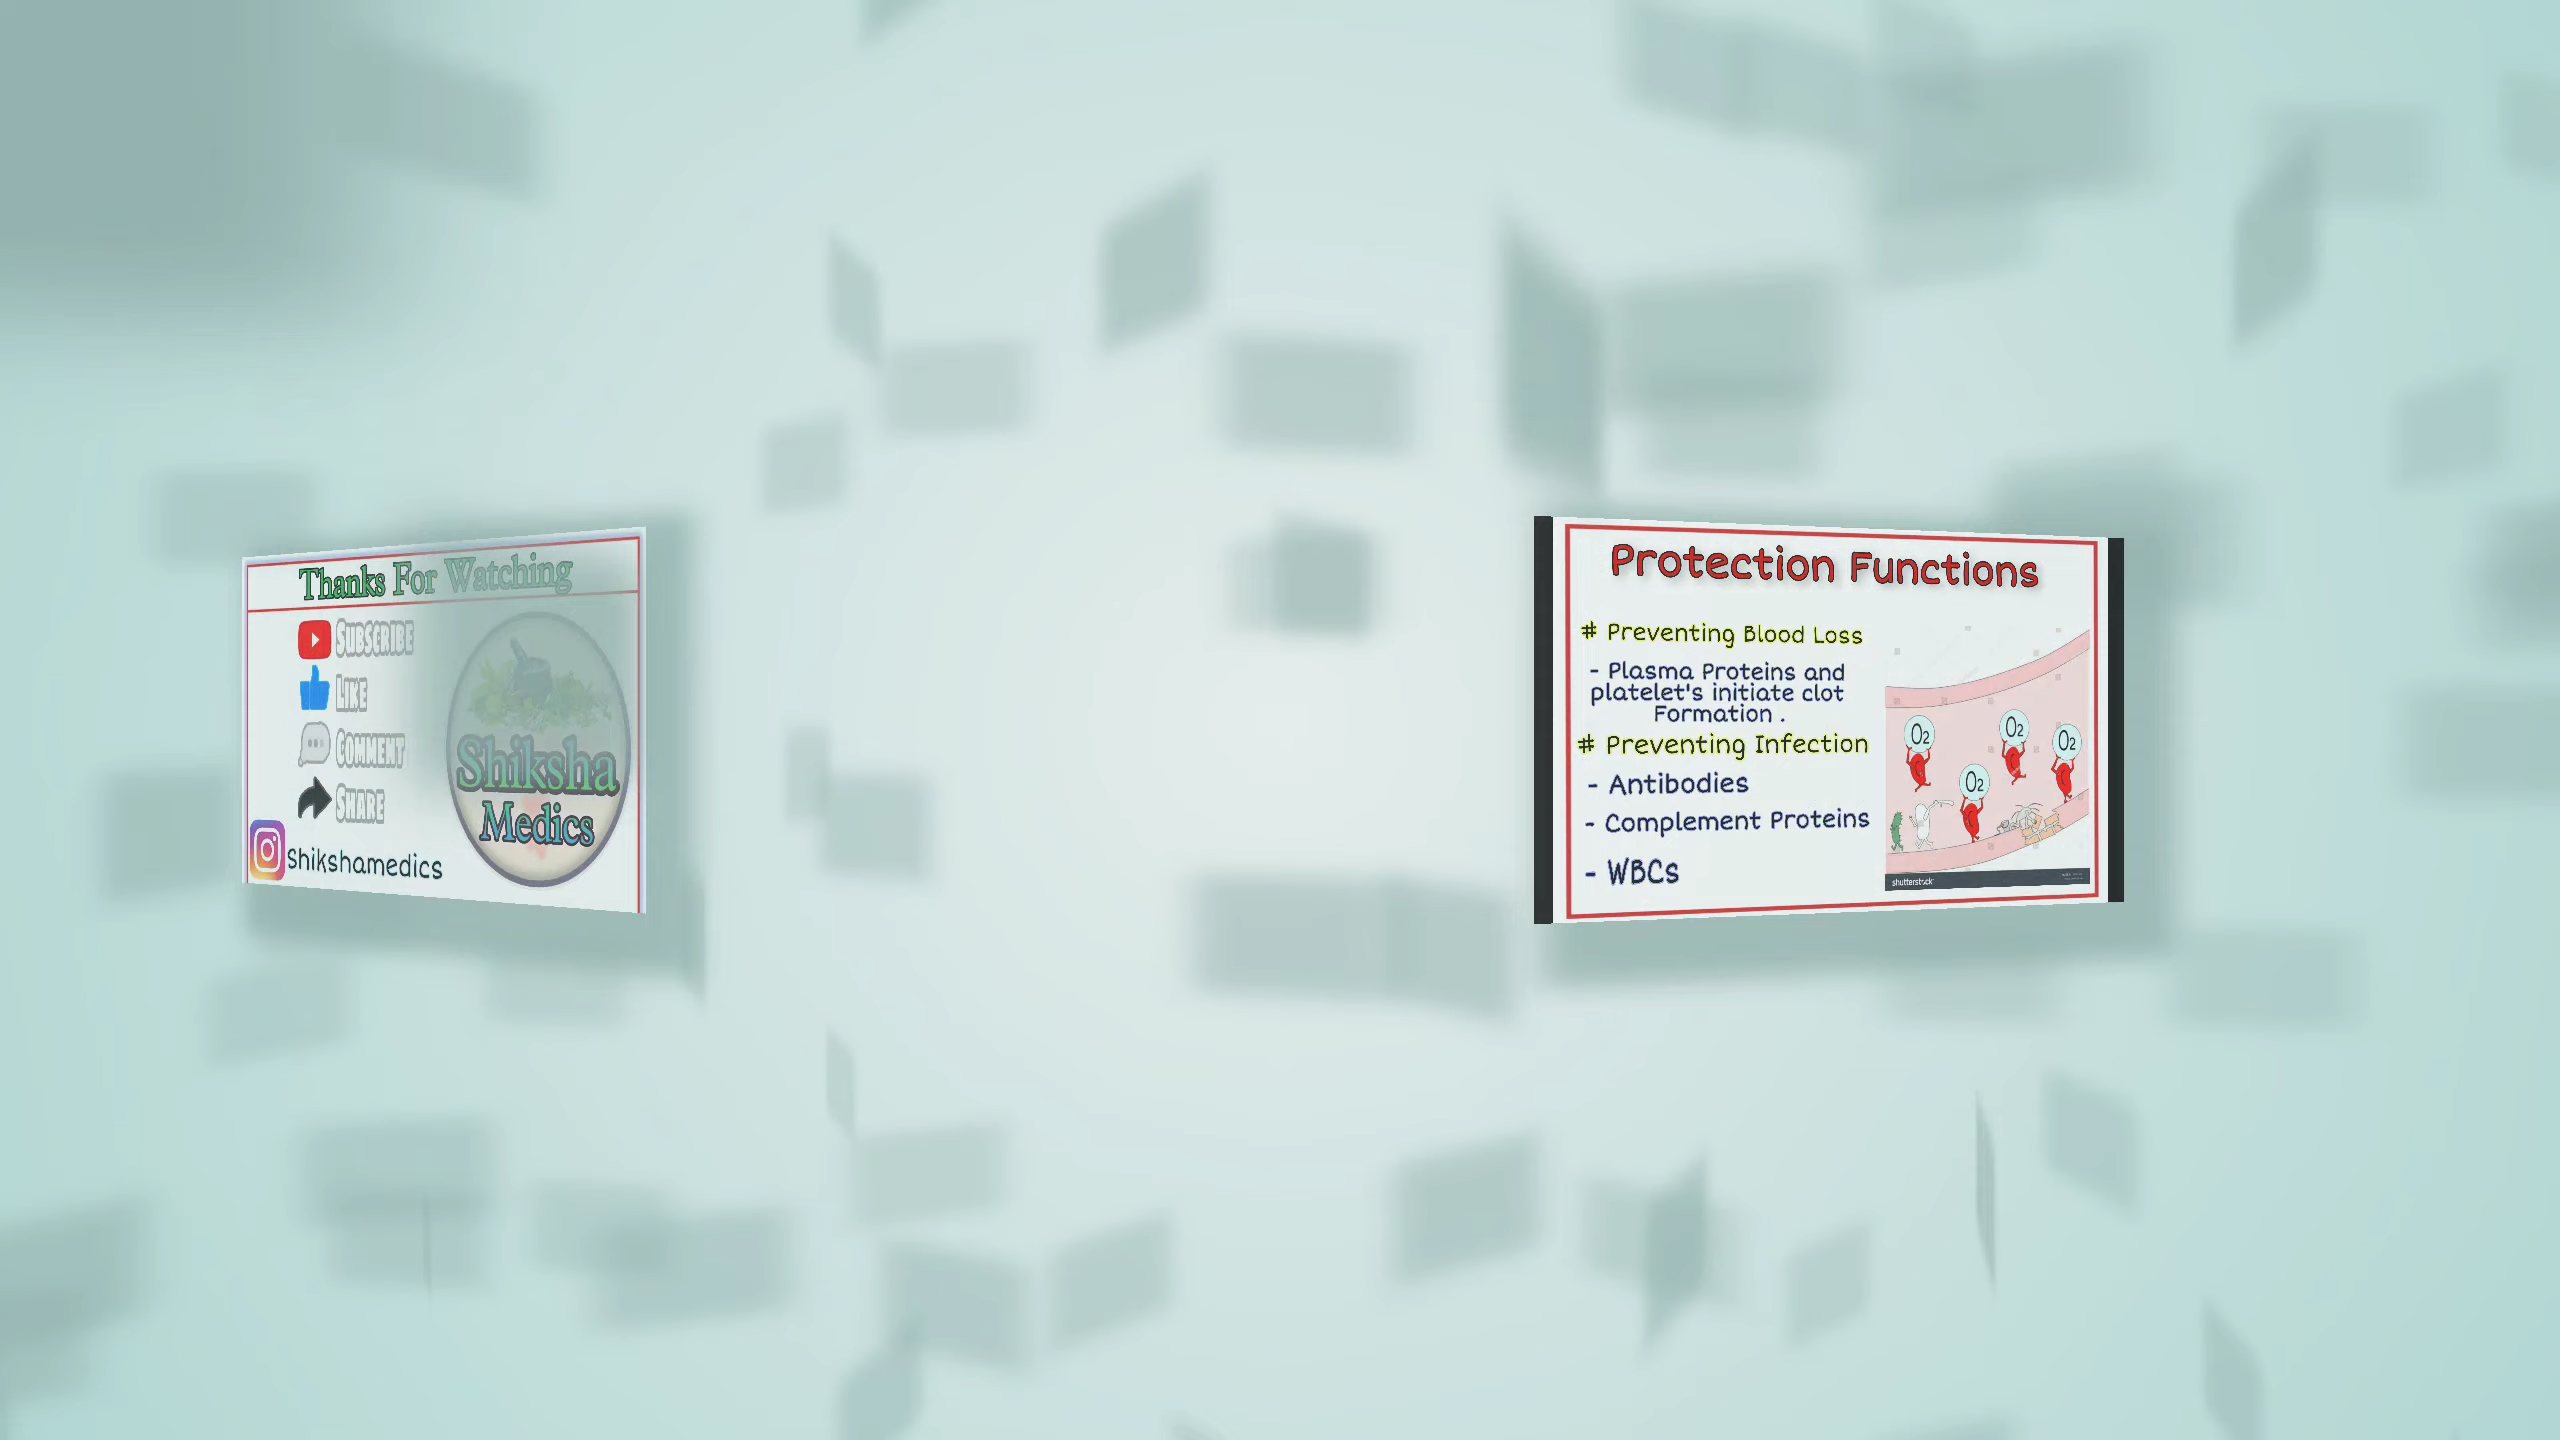 Thanks For Watching
Subscribe
Like
Comment
Share
Shikshamedics
Shiksha
Medics
Protection Functions
# Preventing Blood Loss
- Plasma Proteins and
platelet's initiate clot
Formation .
# Preventing Infection
- Antibodies
- Complement Proteins
- WBCs
O2
O2
O2
O2
shutterstock